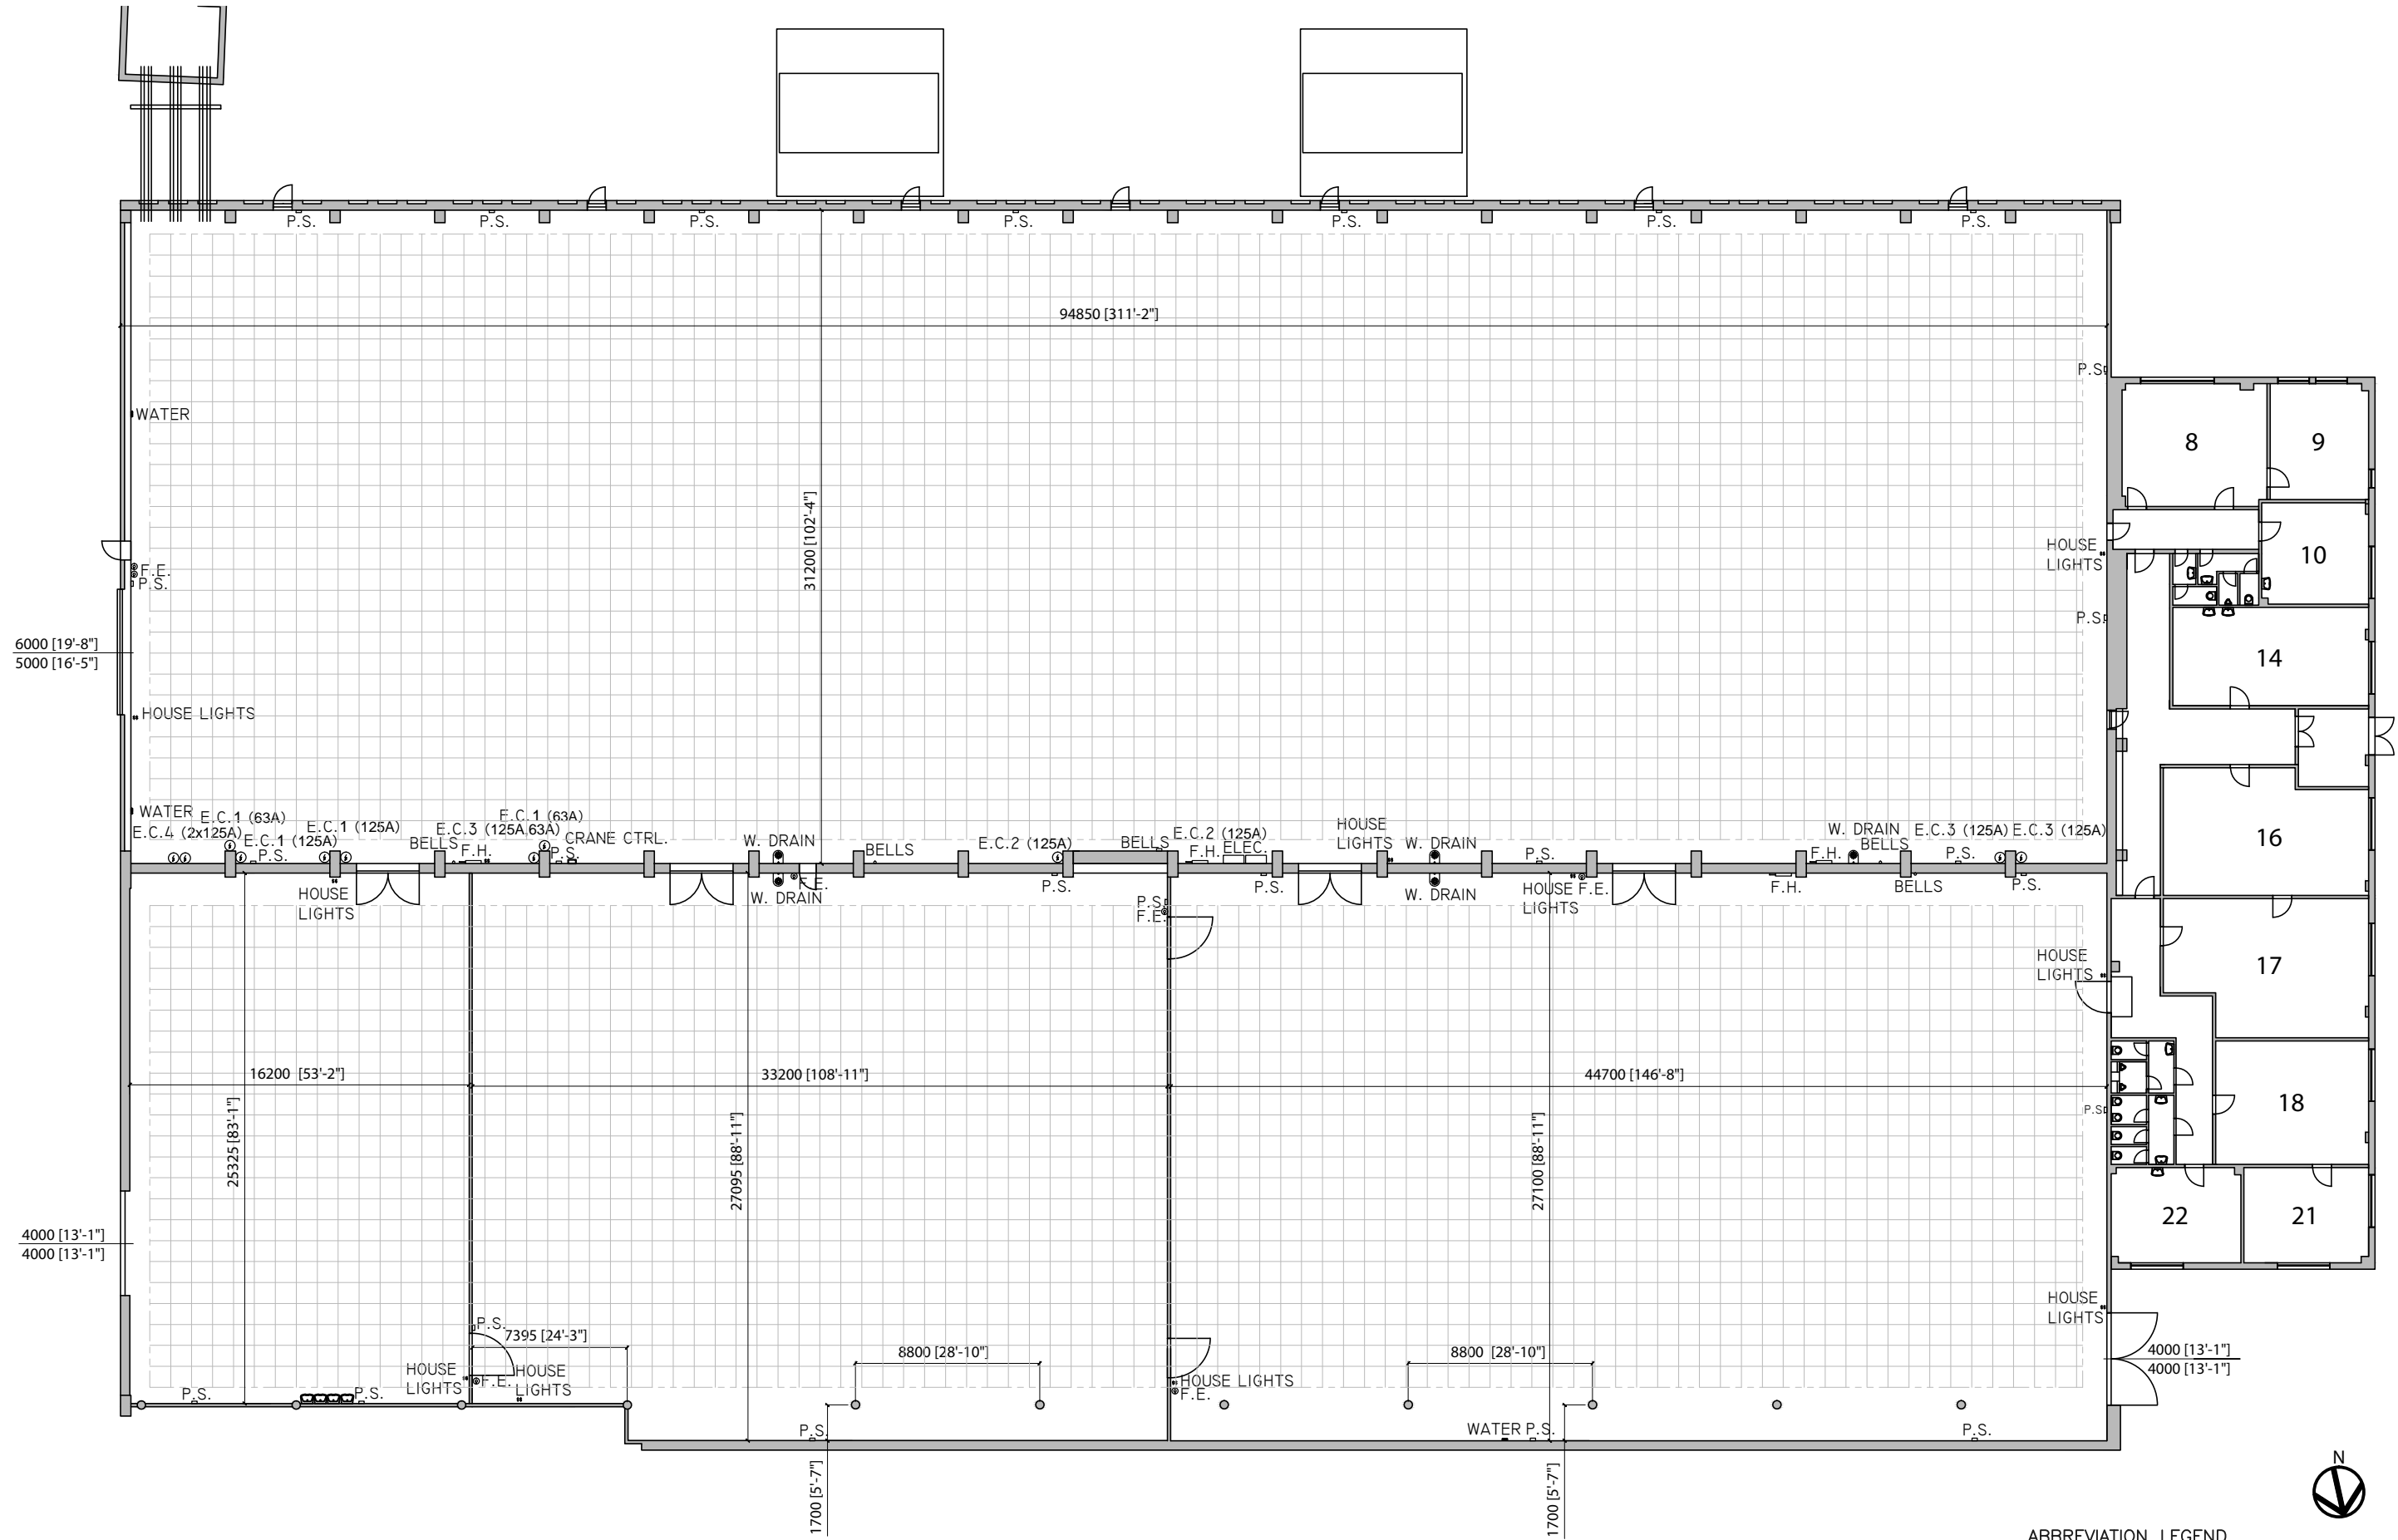 P.S.
P.S.
P.S.
P.S.
P.S.
P.S.
P.S.
94850 [311'-2"]
P.S.
WATER
8
9
31200 [102'-4"]
HOUSE
LIGHTS
10
F.E.
P.S.
P.S.
6000 [19'-8"]
5000 [16'-5"]
14
HOUSE LIGHTS
WATER
E.C.1 (63A)
E.C.4 (2x125A)
E.C.1 (125A)
P.S.
E.C.1 (125A)
BELLS
E.C.3 (125A,63A)
E.C.1 (63A)
F.H.
P.S.
CRANE CTRL.
W. DRAIN
BELLS
E.C.2 (125A)
BELLS
E.C.2 (125A)
F.H.
ELEC.
HOUSE
LIGHTS
W. DRAIN
P.S.
W. DRAIN
BELLS
F.H.
E.C.3 (125A)
E.C.3 (125A)
P.S.
16
HOUSE
LIGHTS
F.E.
W. DRAIN
P.S.
P.S.
W. DRAIN
HOUSE
LIGHTS
F.E.
F.H.
BELLS
P.S.
P.S.
F.E.
HOUSE
LIGHTS
17
16200 [53'-2"]
33200 [108'-11"]
44700 [146'-8"]
25325 [83'-1"]
27095 [88'-11"]
27100 [88'-11"]
P.S.
18
22
21
4000 [13'-1"]
4000 [13'-1"]
HOUSE
LIGHTS
P.S.
7395 [24'-3"]
8800 [28'-10"]
8800 [28'-10"]
4000 [13'-1"]
4000 [13'-1"]
HOUSE
LIGHTS
F.E.
HOUSE
LIGHTS
HOUSE LIGHTS
F.E.
P.S.
P.S.
P.S.
WATER
P.S.
P.S.
1700 [5'-7"]
1700 [5'-7"]
N
ABBREVIATION LEGEND